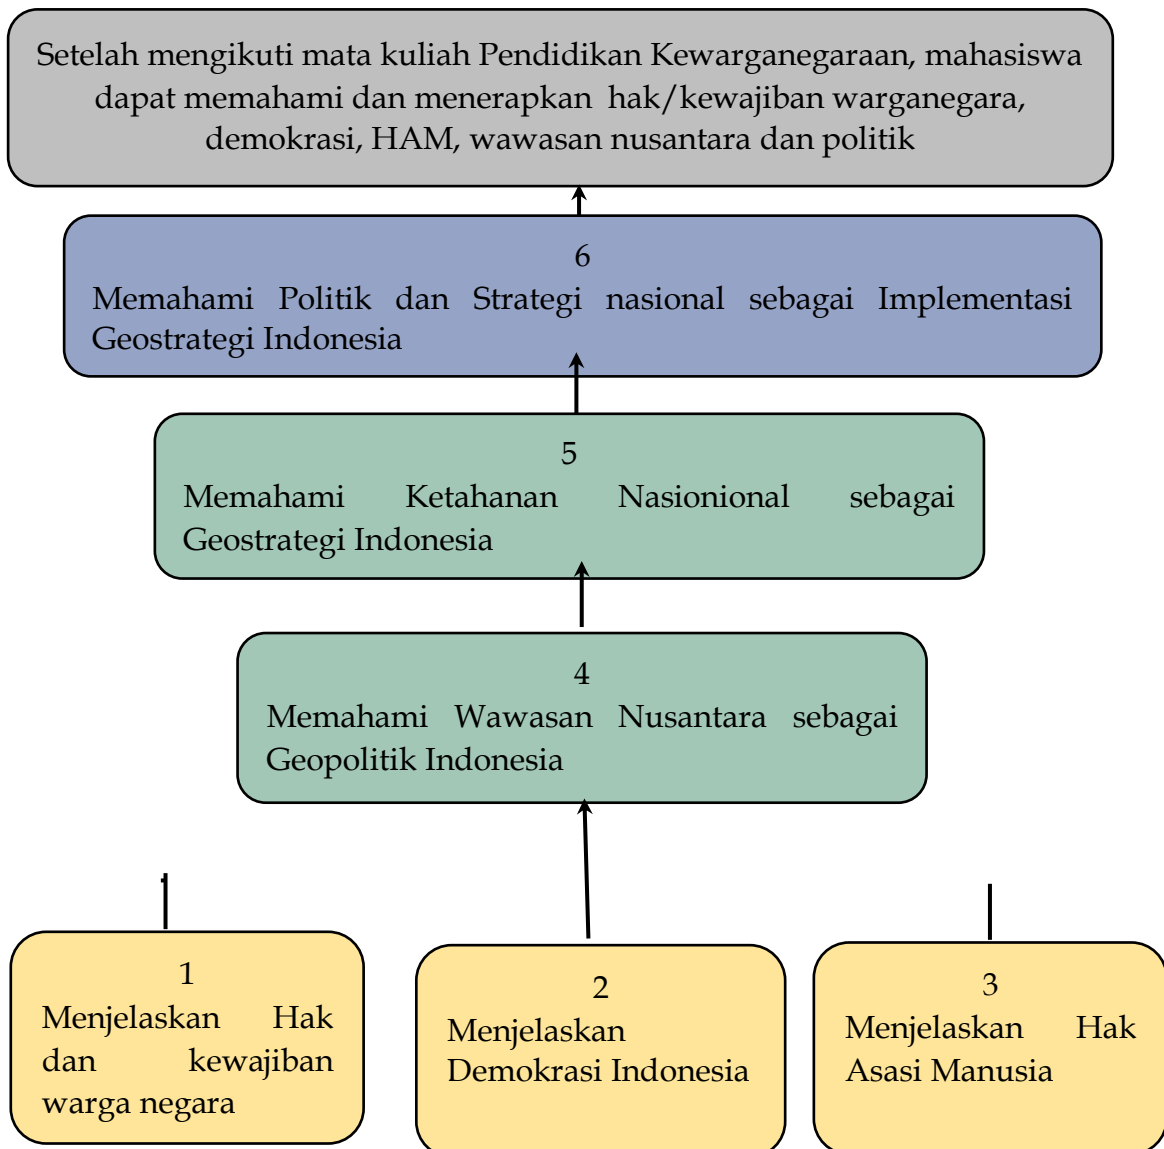 Setelah mengikuti mata kuliah Pendidikan Kewarganegaraan, mahasiswa
dapat memahami dan menerapkan hak/kewajiban warganegara,
demokrasi, HAM, wawasan nusantara dan politik
6
Memahami Politik dan Strategi nasional sebagai Implementasi
Geostrategi Indonesia
5
Memahami Ketahanan Nasionional sebagai
Geostrategi Indonesia
4
Memahami Wawasan Nusantara sebagai
Geopolitik Indonesia
1
Menjelaskan Hak
dan kewajiban
warga negara
2
Menjelaskan
Demokrasi Indonesia
3
Menjelaskan Hak
Asasi Manusia